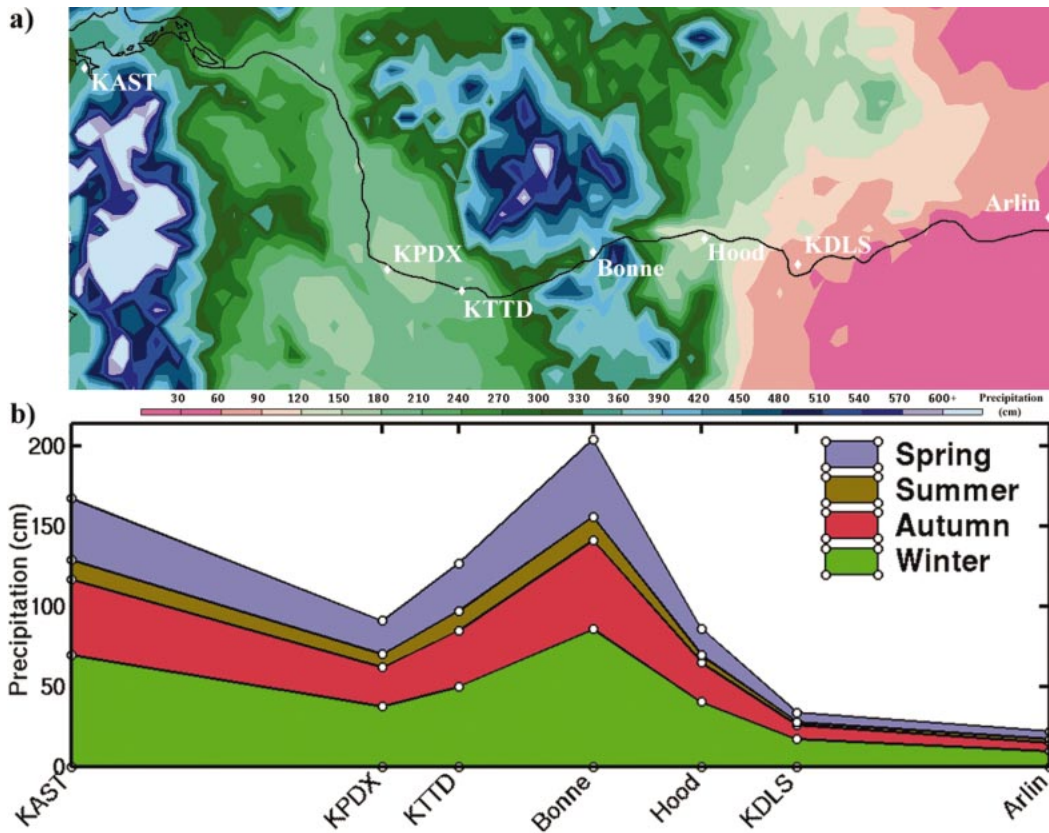 a)
KAST
Arlin
KPDX
Bonne
Hood
KDLS
KTTD
30 60 90 120 150 180 210 240 270 300 330 360 390 420 450 480 510 540 570 600+ Precipitation
(cm)
b)
200
150
100
50
0
Precipitation (cm)
Spring
Summer
Autumn
Winter
KAST
KPDX
KTTD
Bonne
Hood
KDLS
Arlin